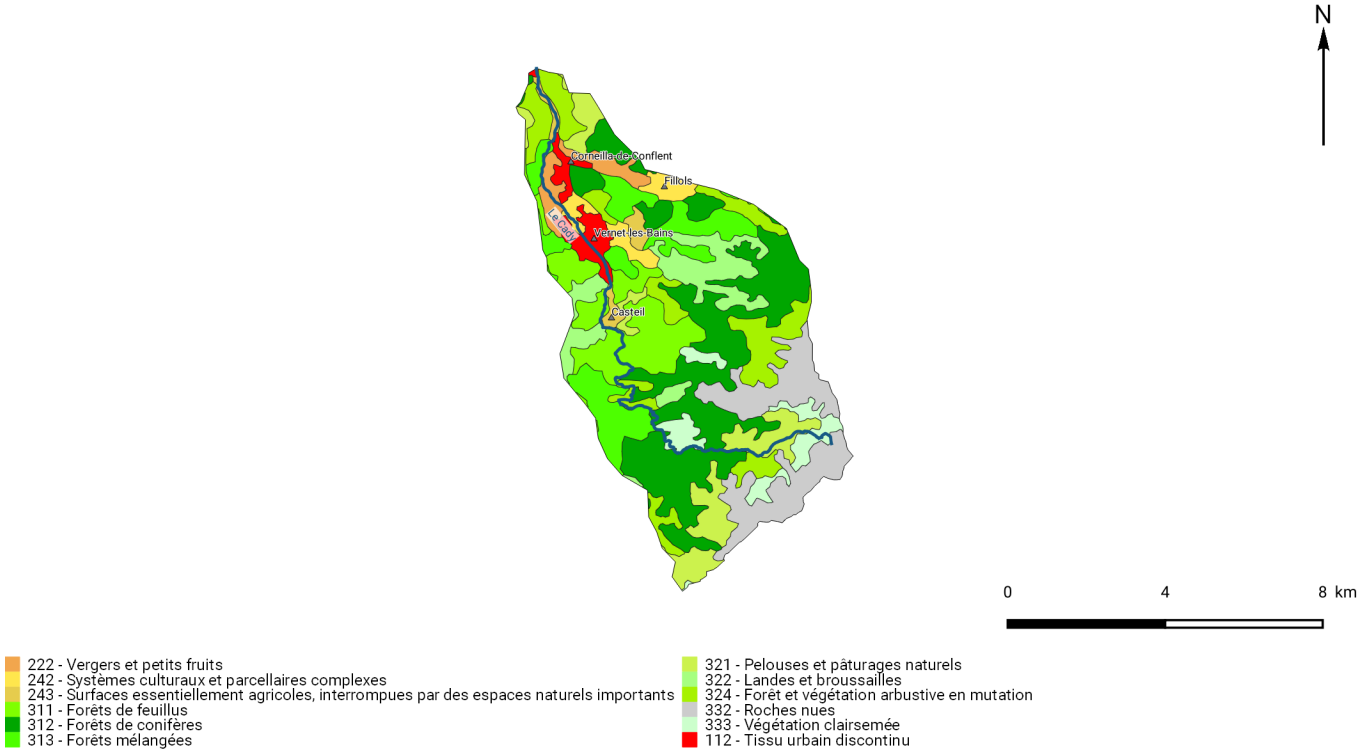 N
Corneilla-de-Conflent
Fillols
Le Cady
Vernet-les-Bains
Casteil
0 4 8 km
222 - Vergers et petits fruits
242 - Systèmes culturaux et parcellaires complexes
243 - Surfaces essentiellement agricoles, interrompues par des espaces naturels importants
311 - Forêts de feuillus
312 - Forêts de conifères
313 - Forêts mélangées
321 - Pelouses et pâturages naturels
322 - Landes et broussailles
324 - Forêt et végétation arbustive en mutation
332 - Roches nues
333 - Végétation clairsemée
112 - Tissu urbain discontinu